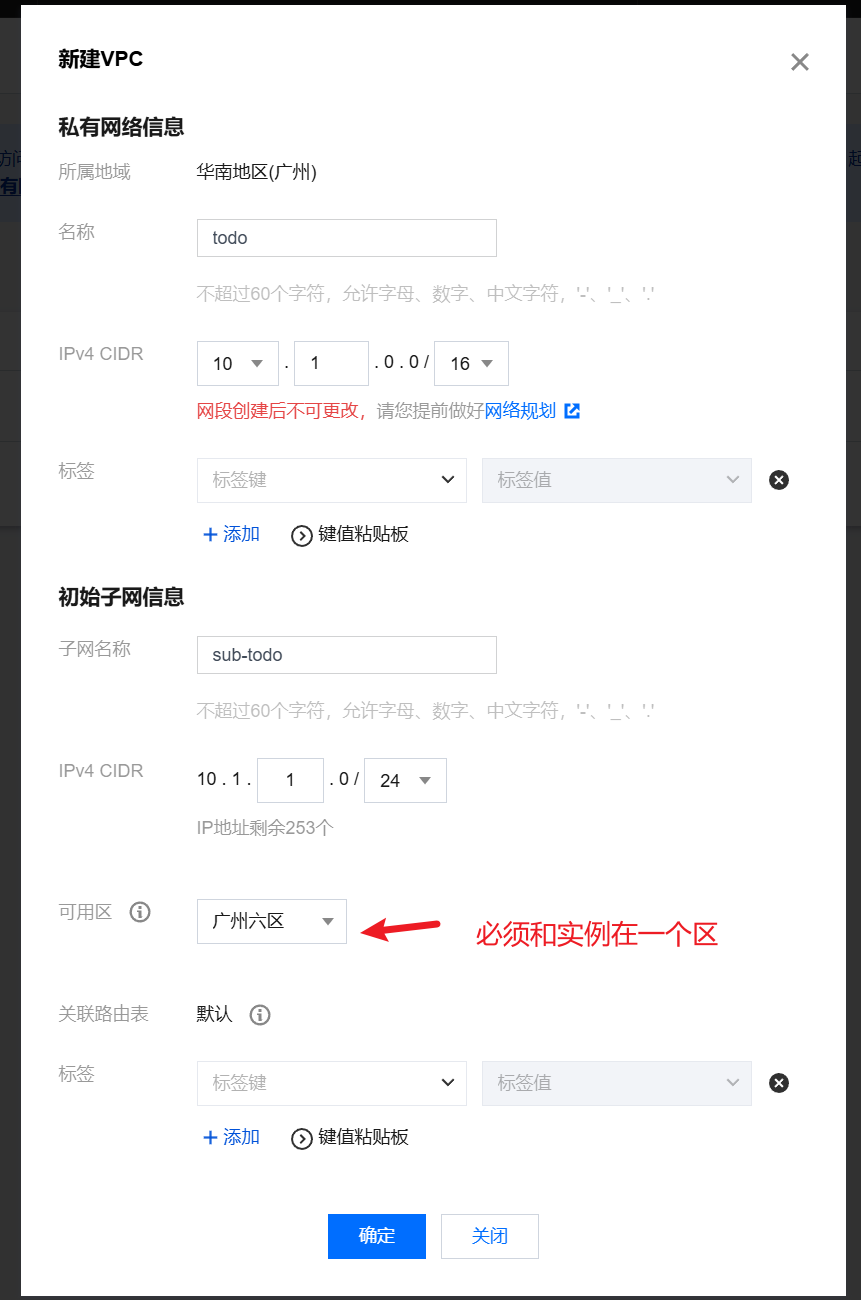 新建VPC
私有网络信息
访问
起
有
所属地域 华南地区(广州)
名称 todo
不超过60个字符，允许字母、数字、中文字符，'-'、'_'、'.'
IPv4 CIDR 10 . 1 . 0 . 0 / 16
网段创建后不可更改，请您提前做好网络规划
标签 标签键 标签值
+ 添加 键值粘贴板
初始子网信息
子网名称 sub-todo
不超过60个字符，允许字母、数字、中文字符，'-'、'_'、'.'
IPv4 CIDR 10 . 1 . 1 . 0 / 24
IP地址剩余253个
可用区 广州六区 必须和实例在一个区
关联路由表 默认
标签 标签键 标签值
+ 添加 键值粘贴板
确定 关闭